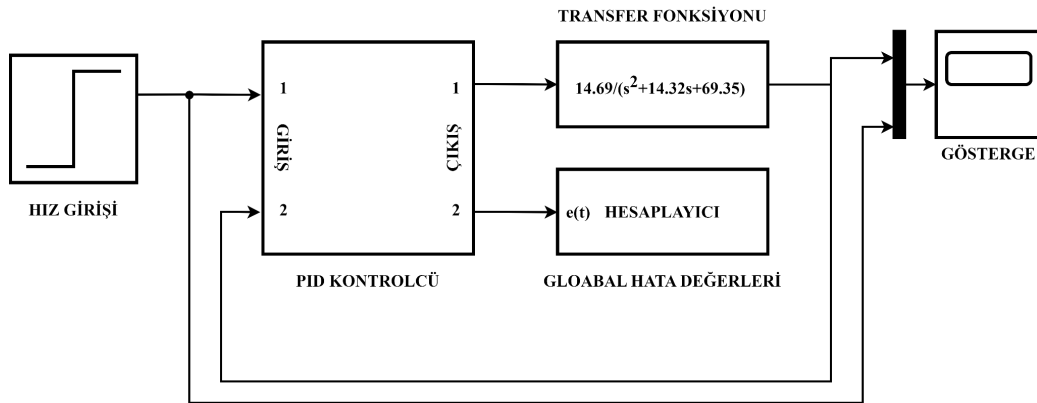 TRANSFER FONKSİYONU
14.69/(s²+14.32s+69.35)
1
GİRİŞ
2
1
ÇIKIŞ
2
e(t) HESAPLAYICI
HIZ GİRİŞİ
PID KONTROLCÜ
GLOABAL HATA DEĞERLERİ
GÖSTERGE